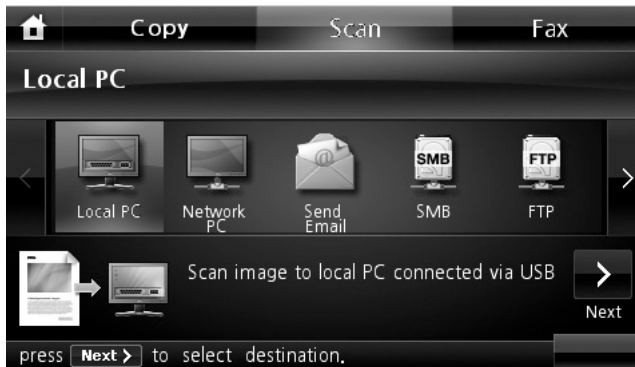 Copy Scan Fax
Local PC
SMB FTP
Local PC Network PC Send Email SMB FTP
Scan image to local PC connected via USB
Next
press Next > to select destination.